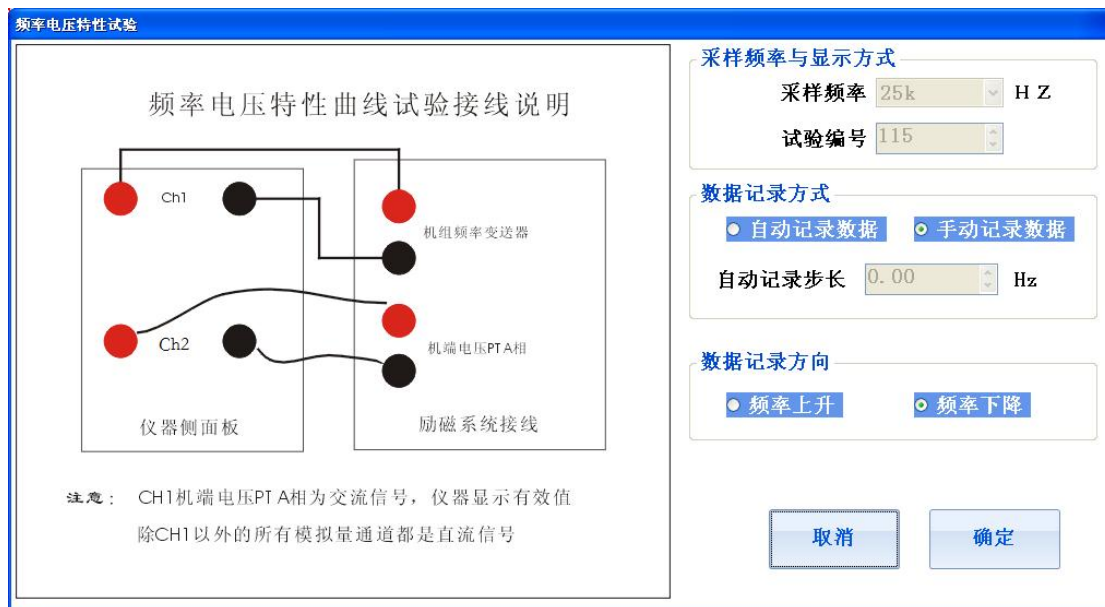 频率电压特性试验
频率电压特性曲线试验接线说明
Ch1
机组频率变送器
Ch2
机端电压PT A相
仪器侧面板
励磁系统接线
注意： CH1机端电压PT A相为交流信号，仪器显示有效值
除CH1以外的所有模拟量通道都是直流信号
采样频率与显示方式
采样频率 25k HZ
试验编号 115
数据记录方式
自动记录数据 手动记录数据
自动记录步长 0.00 Hz
数据记录方向
频率上升 频率下降
取消 确定